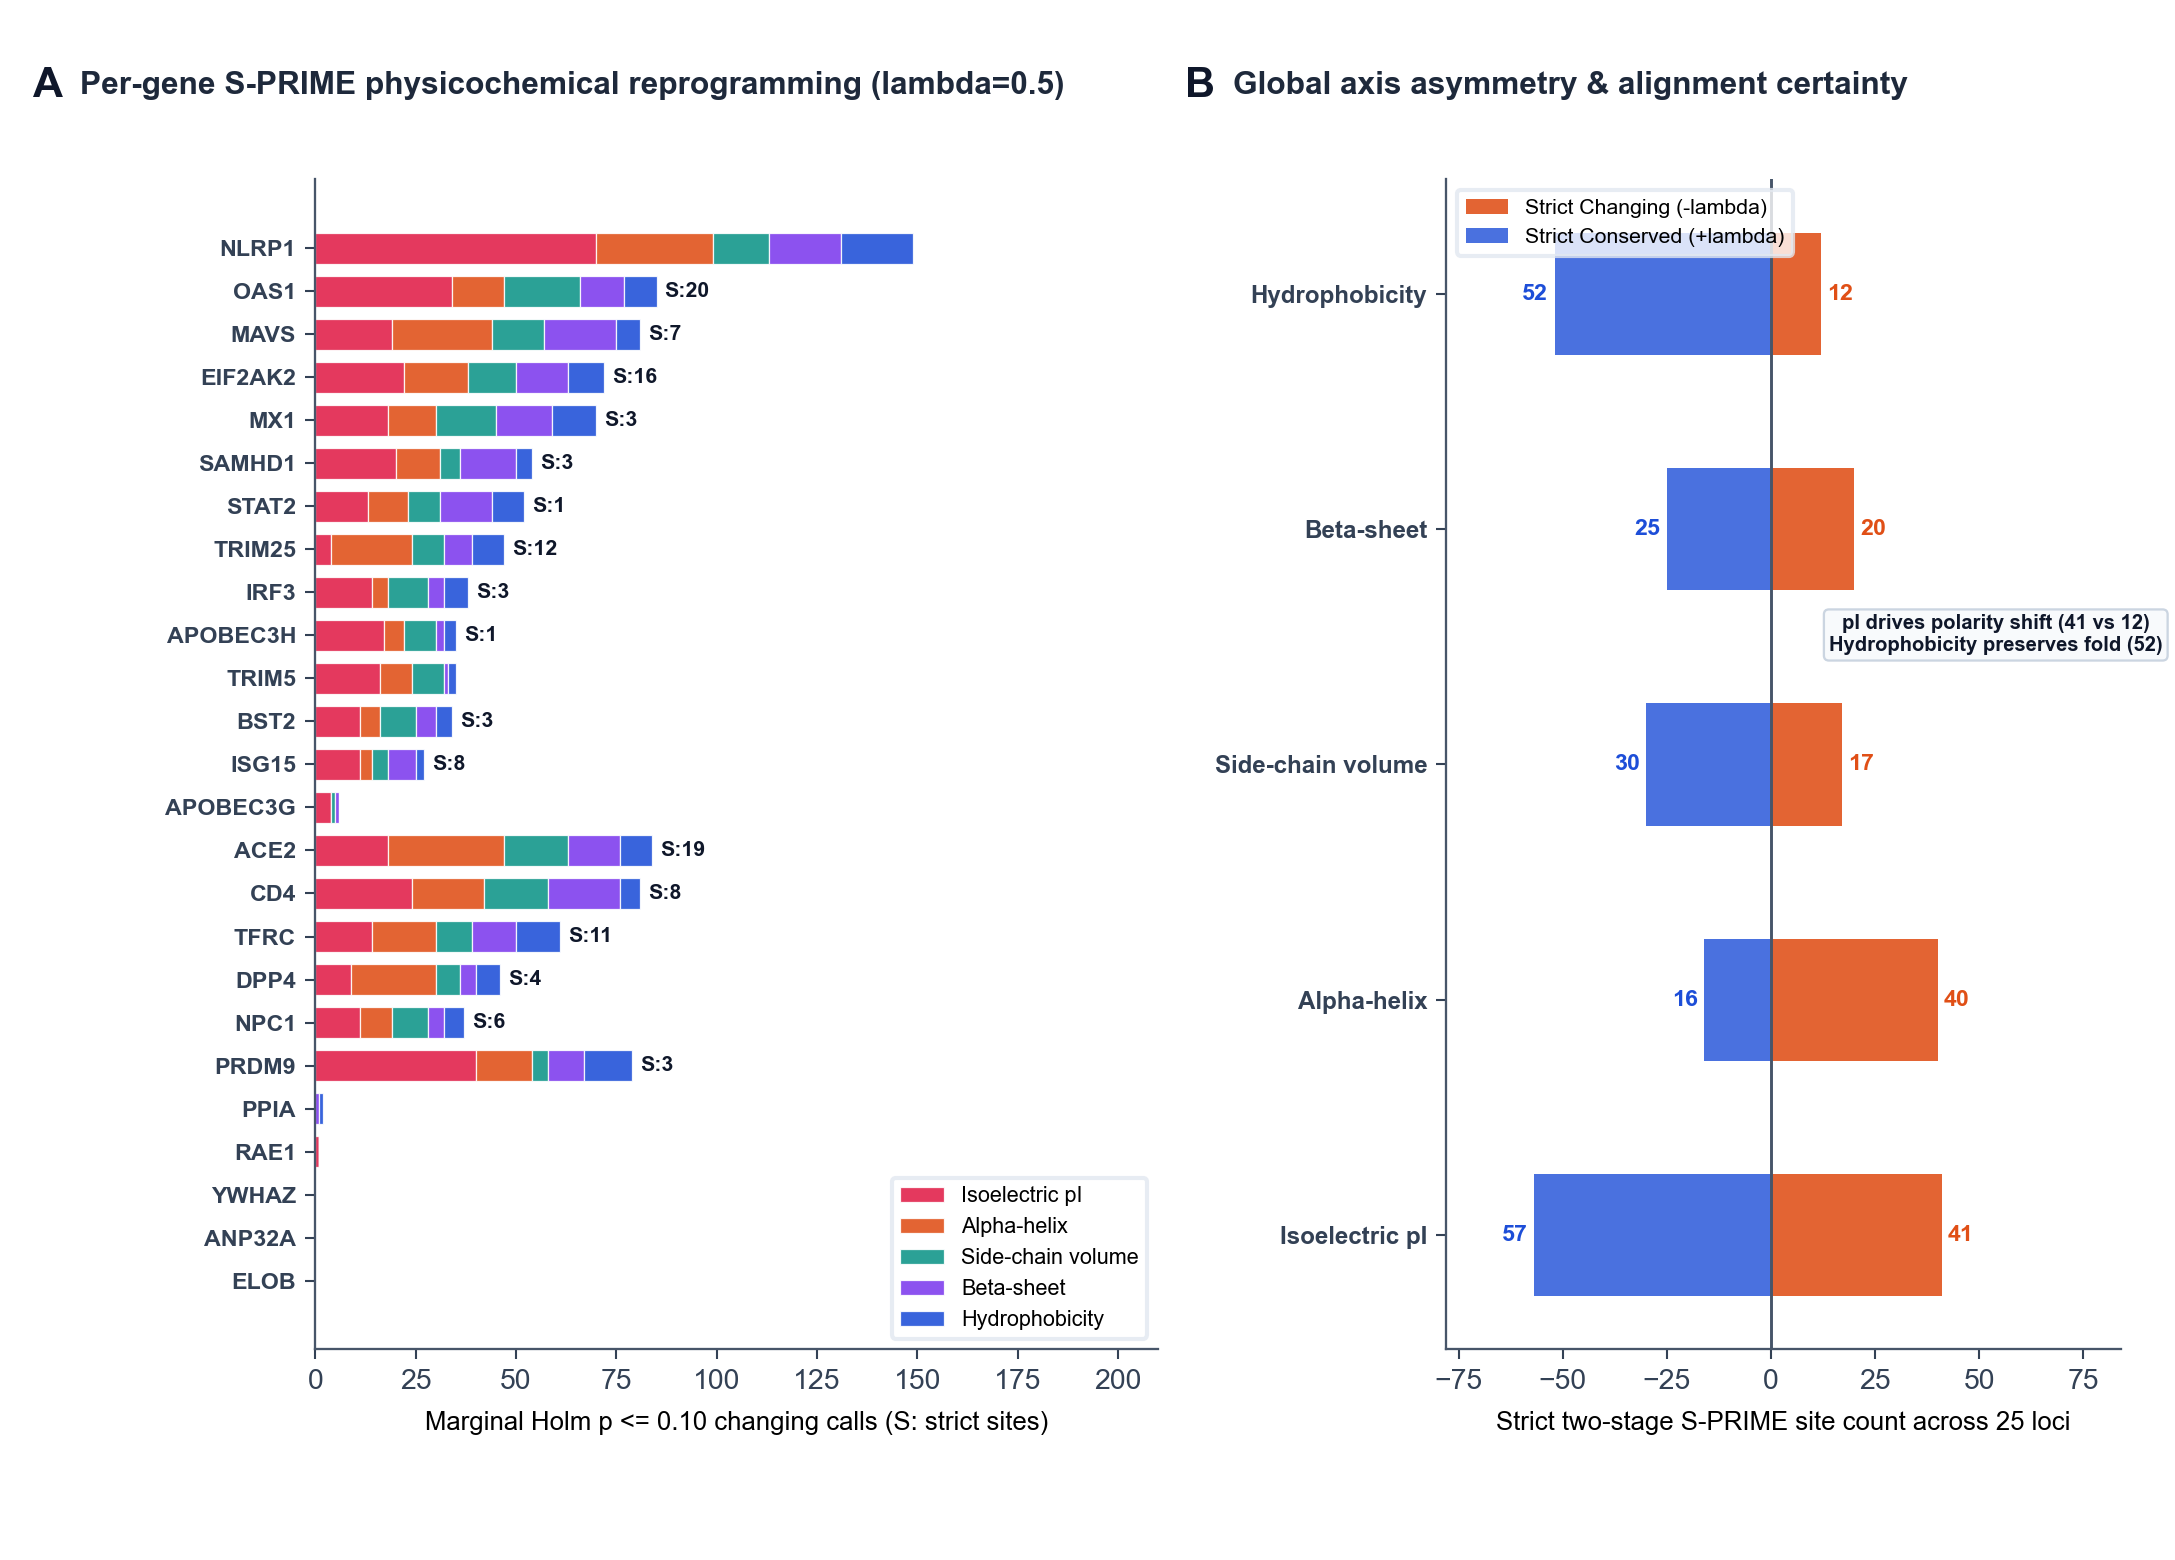 A Per-gene S-PRIME physicochemical reprogramming (lambda=0.5)
NLRP1
OAS1 S:20
MAVS S:7
EIF2AK2 S:16
MX1 S:3
SAMHD1 S:3
STAT2 S:1
TRIM25 S:12
IRF3 S:3
APOBEC3H S:1
TRIM5
BST2 S:3
ISG15 S:8
APOBEC3G
ACE2 S:19
CD4 S:8
TFRC S:11
DPP4 S:4
NPC1 S:6
PRDM9 S:3
PPIA
RAE1
YWHAZ
ANP32A
ELOB
Isoelectric pI
Alpha-helix
Side-chain volume
Beta-sheet
Hydrophobicity
0 25 50 75 100 125 150 175 200
Marginal Holm p <= 0.10 changing calls (S: strict sites)
B Global axis asymmetry & alignment certainty
Strict Changing (-lambda)
Strict Conserved (+lambda)
Hydrophobicity 52 12
Beta-sheet 25 20
pI drives polarity shift (41 vs 12)
Hydrophobicity preserves fold (52)
Side-chain volume 30 17
Alpha-helix 16 40
Isoelectric pI 57 41
−75 −50 −25 0 25 50 75
Strict two-stage S-PRIME site count across 25 loci